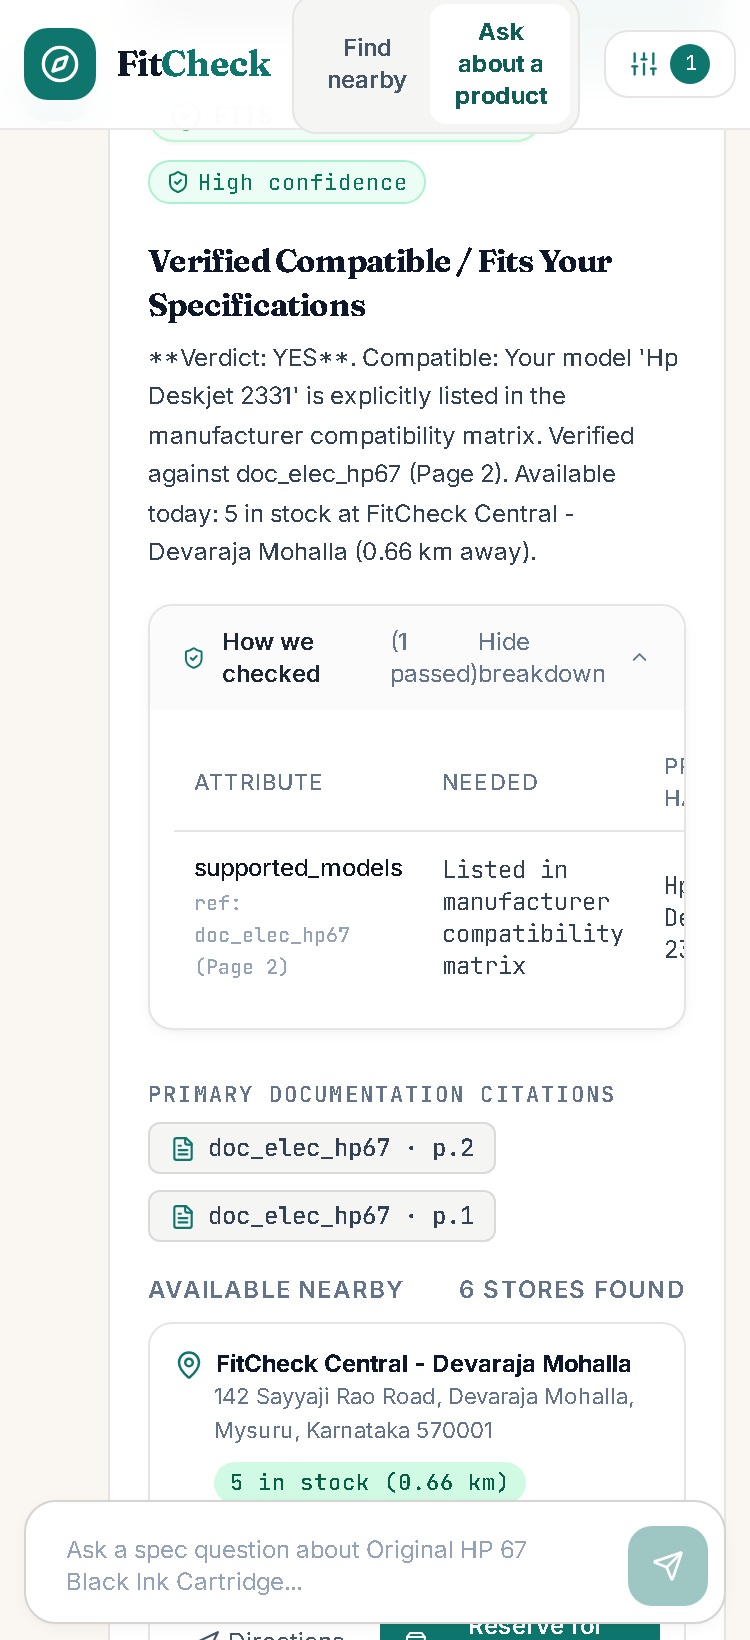 FitCheck
Find
nearby
Ask
about a
product
1
High confidence
Verified Compatible / Fits Your
Specifications
**Verdict: YES**. Compatible: Your model 'Hp
Deskjet 2331' is explicitly listed in the
manufacturer compatibility matrix. Verified
against doc_elec_hp67 (Page 2). Available
today: 5 in stock at FitCheck Central -
Devaraja Mohalla (0.66 km away).
How we
checked
(1
passed)
Hide
breakdown
ATTRIBUTE
NEEDED
supported_models
ref:
doc_elec_hp67
(Page 2)
Listed in
manufacturer
compatibility
matrix
PRIMARY DOCUMENTATION CITATIONS
doc_elec_hp67 · p.2
doc_elec_hp67 · p.1
AVAILABLE NEARBY
6 STORES FOUND
FitCheck Central - Devaraja Mohalla
142 Sayyaji Rao Road, Devaraja Mohalla,
Mysuru, Karnataka 570001
5 in stock (0.66 km)
Ask a spec question about Original HP 67
Black Ink Cartridge...
Directions
Reserve for